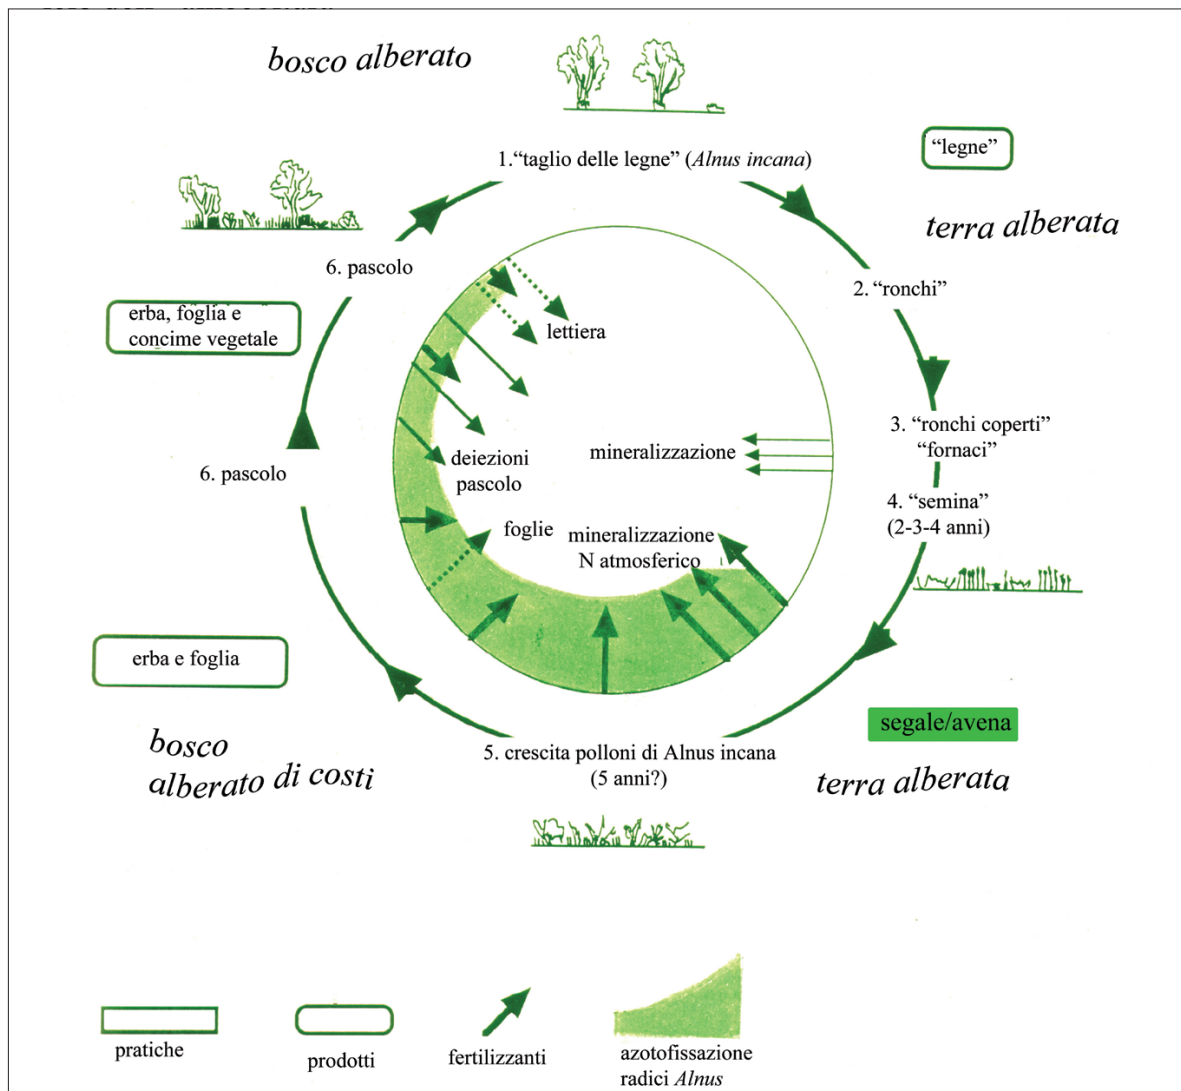 bosco alberato
1.“taglio delle legne” (Alnus incana)
“legne”
terra alberata
6. pascolo
2. “ronchi”
erba, foglia e
concime vegetale
lettiera
3. “ronchi coperti”
“fornaci”
6. pascolo
deiezioni
pascolo
mineralizzazione
4. “semina”
(2-3-4 anni)
foglie
mineralizzazione
N atmosferico
erba e foglia
segale/avena
bosco
alberato di costi
5. crescita polloni di Alnus incana
(5 anni?)
terra alberata
pratiche
prodotti
fertilizzanti
azotofissazione
radici Alnus